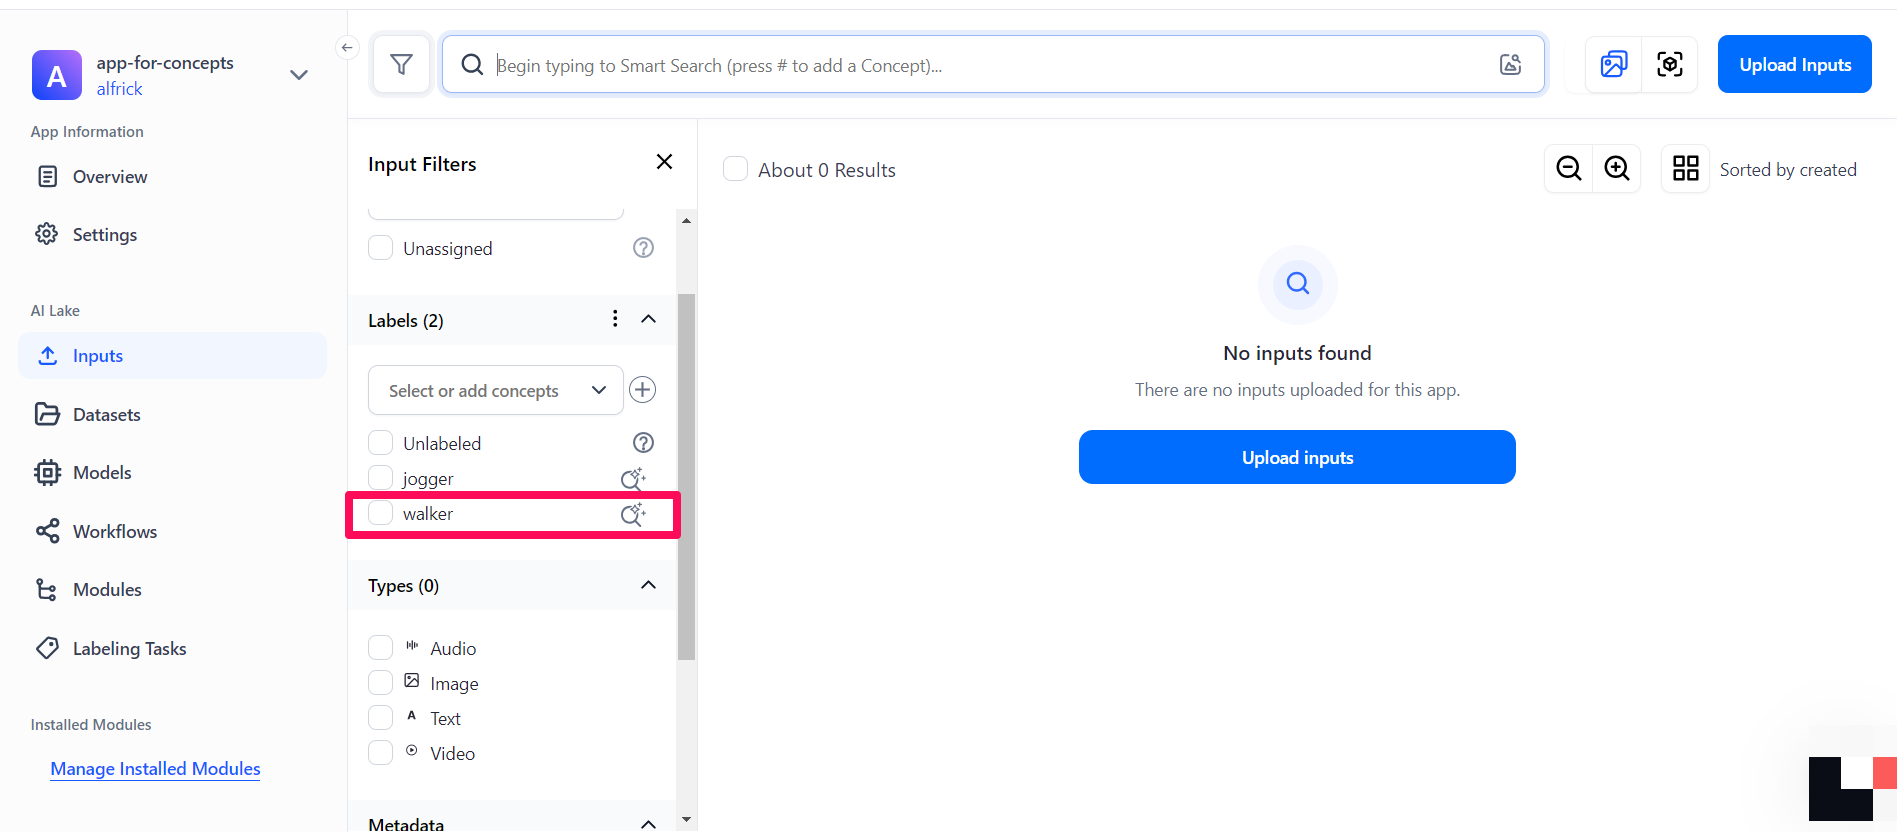 A
app-for-concepts
alfrick
App Information
Overview
Settings
AI Lake
Inputs
Datasets
Models
Workflows
Modules
Labeling Tasks
Installed Modules
Manage Installed Modules
Begin typing to Smart Search (press # to add a Concept)...
Upload Inputs
Input Filters
Unassigned
Labels (2)
Select or add concepts
Unlabeled
jogger
walker
Types (0)
Audio
Image
A Text
Video
Metadata
About 0 Results
Sorted by created
No inputs found
There are no inputs uploaded for this app.
Upload inputs